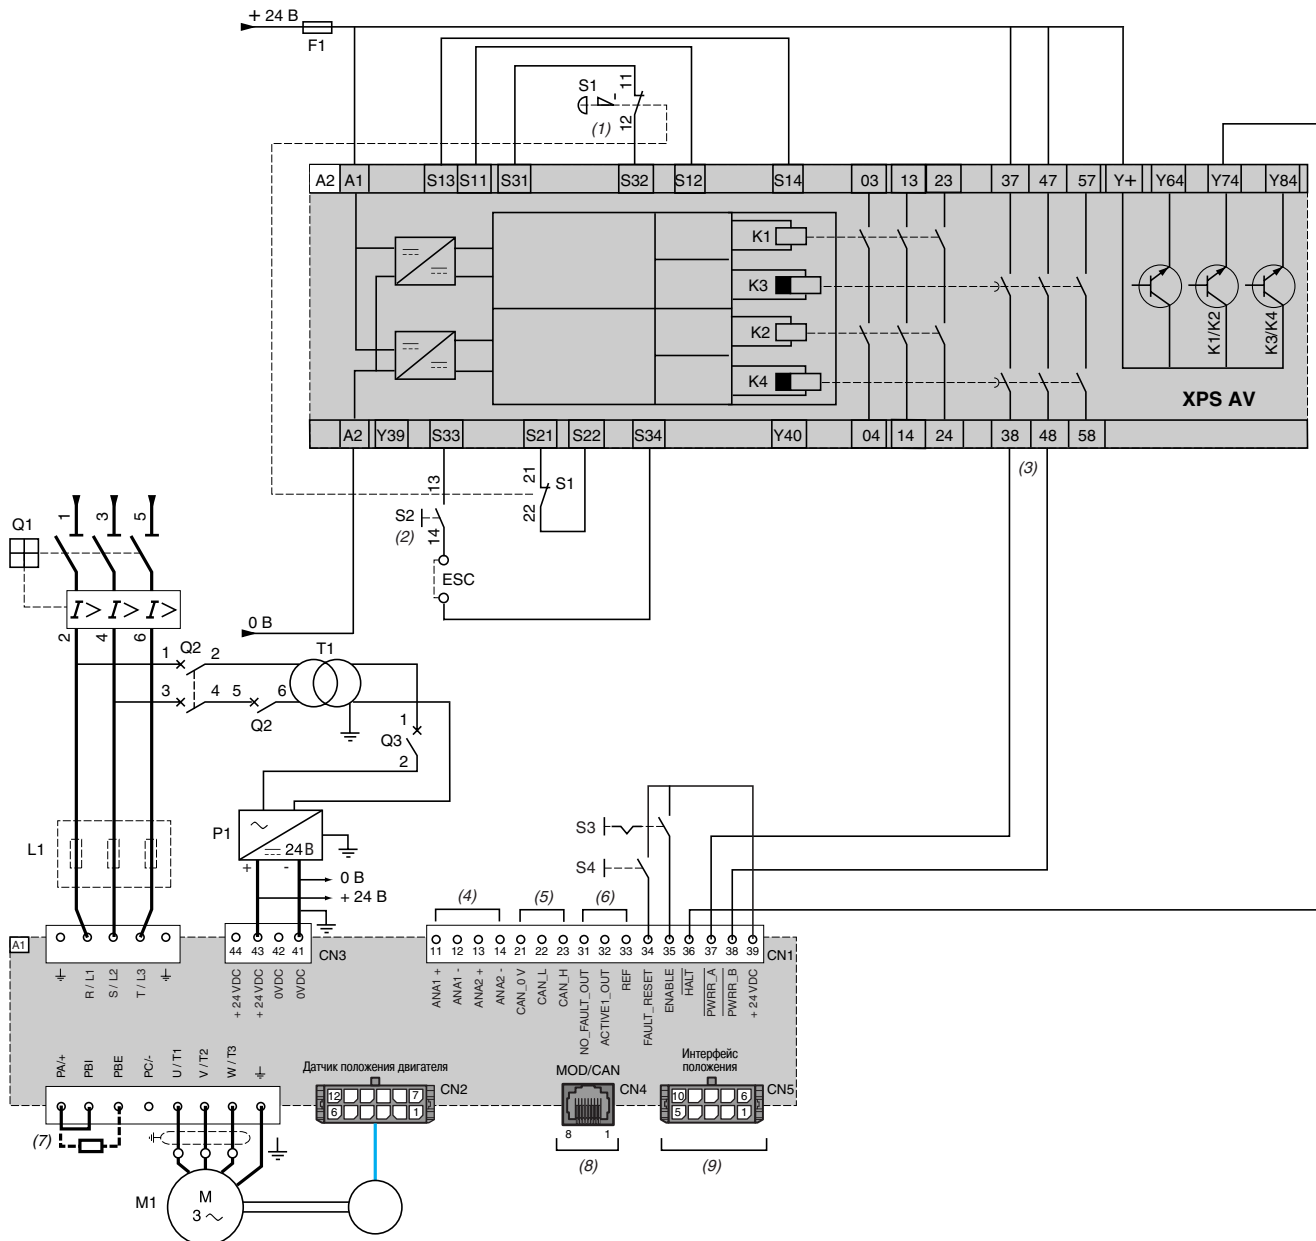 + 24 В
F1
S1
11
12
(1)
A2 A1 S13 S11 S31 S32 S12 S14 03 13 23 37 47 57 Y+ Y64 Y74 Y84
K1
K3
K2
K4
K1/K2
K3/K4
XPS AV
A2 Y39 S33 S21 S22 S34 Y40 04 14 24 38 48 58
(3)
13
S2
(2)
14
ESC
21
S1
22
Q1
1 3 5
I> I> I>
2 4 6
0 В
1 Q2 2
T1
3 4 5 6
Q2
1
Q3
2
P1
24 В
+ -
0 В
+ 24 В
L1
S3
S4
(4) (5) (6)
A1
44 43 42 41
CN3
11 12 13 14 21 22 23 31 32 33 34 35 36 37 38 39
CN1
R / L1
S / L2
T / L3
+ 24 VDC
+ 24 VDC
0VDC
0VDC
ANA1 +
ANA1 -
ANA2 +
ANA2 -
CAN_0 V
CAN_L
CAN_H
NO_FAULT_OUT
ACTIVE1_OUT
REF
FAULT_RESET
ENABLE
HALT
PWRR_A
PWRR_B
+ 24 VDC
PA/+
PBI
PBE
PC/-
U / T1
V / T2
W / T3
Датчик положения двигателя
12 7
6 1
CN2
MOD/CAN
CN4
8 1
(8)
Интерфейс
положения
10 6
5 1
CN5
(9)
(7)
M1
M
3